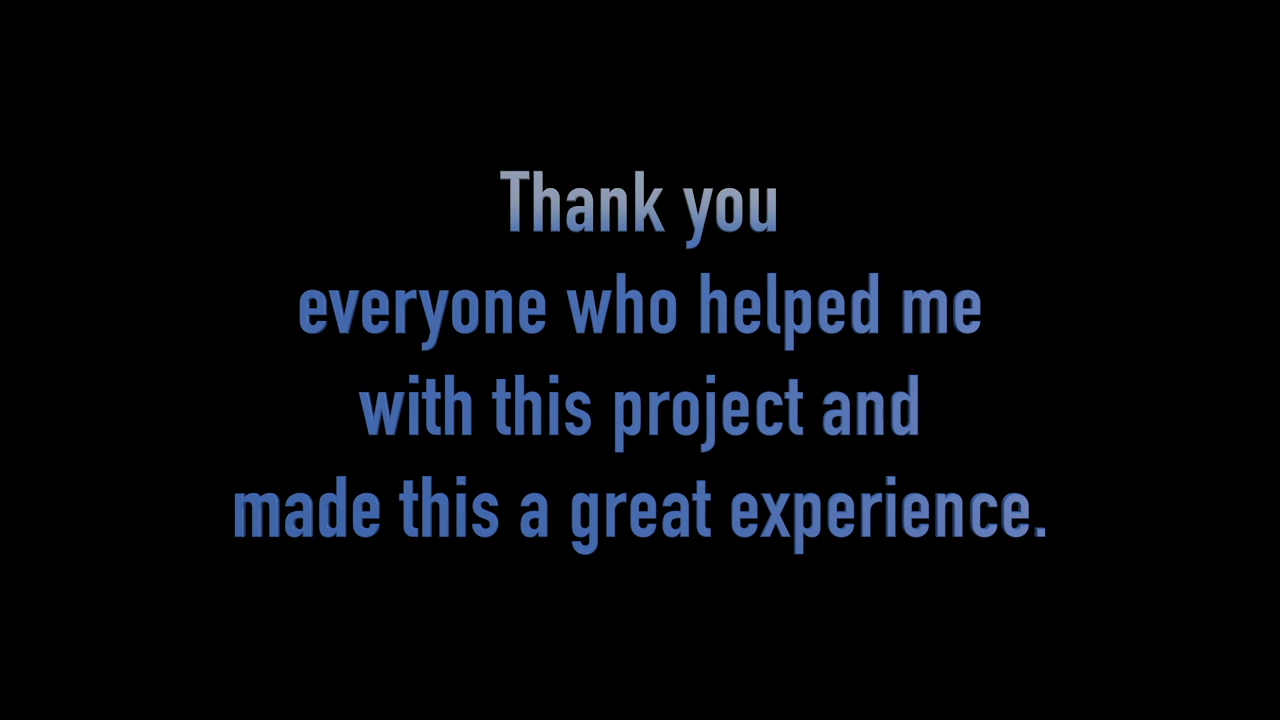 Thank you
everyone who helped me
with this project and
made this a great experience.